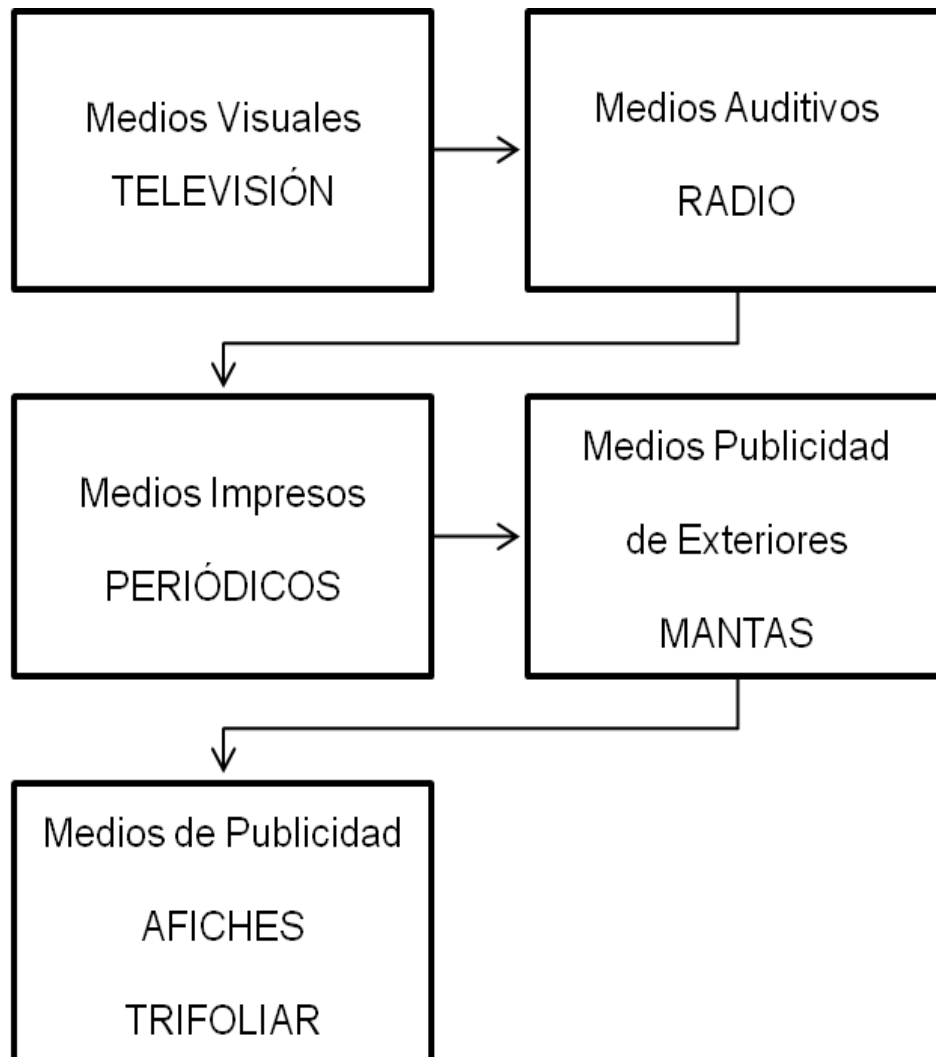 Medios Visuales
TELEVISIÓN
Medios Auditivos
RADIO
Medios Impresos
PERIÓDICOS
Medios Publicidad
de Exteriores
MANTAS
Medios de Publicidad
AFICHES
TRIFOLIAR